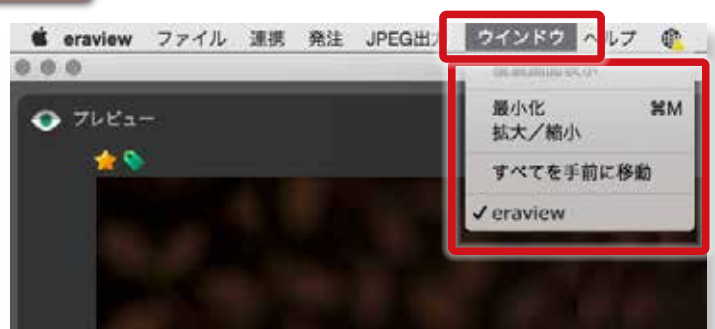 eraview ファイル 連携 発注 JPEG出力 ウインドウ ヘルプ
プレビュー
最小化 ⌘M
拡大／縮小
すべてを手前に移動
✓ eraview